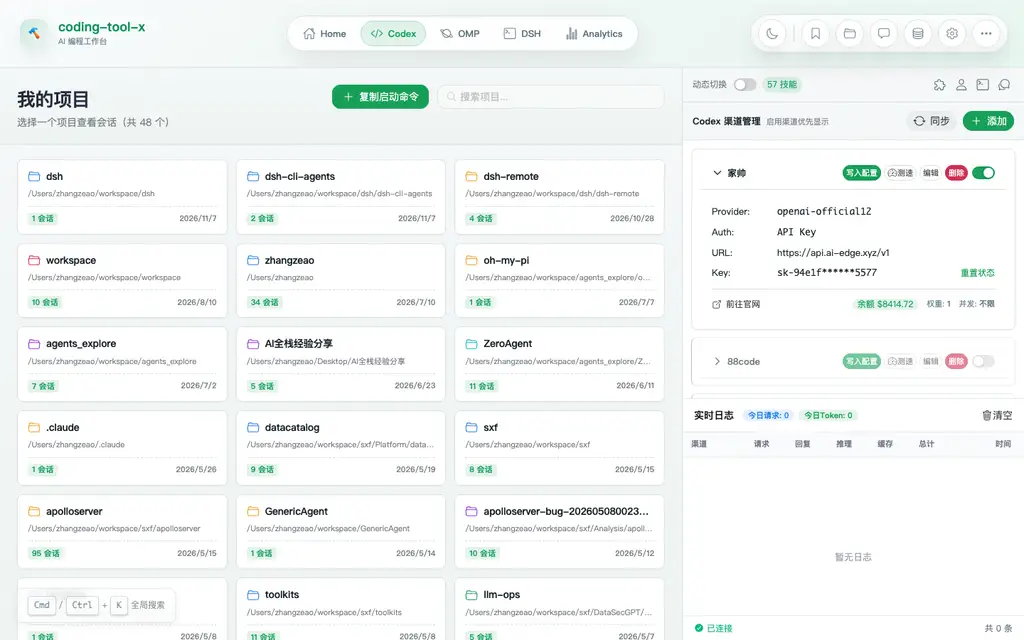 coding-tool-x
AI 编程工作台
Home
Codex
OMP
DSH
Analytics
我的项目
选择一个项目查看会话（共 48 个）
复制启动命令
搜索项目...
dsh
/Users/zhangzeao/workspace/dsh
1 会话
2026/11/7
dsh-cli-agents
/Users/zhangzeao/workspace/dsh/dsh-cli-agents
2 会话
2026/11/7
dsh-remote
/Users/zhangzeao/workspace/dsh/dsh-remote
4 会话
2026/10/28
workspace
/Users/zhangzeao/workspace/workspace
10 会话
2026/8/10
zhangzeao
/Users/zhangzeao
34 会话
2026/7/10
oh-my-pi
/Users/zhangzeao/workspace/agents_explore/o...
1 会话
2026/7/7
agents_explore
/Users/zhangzeao/workspace/agents_explore
7 会话
2026/7/2
AI全栈经验分享
/Users/zhangzeao/Desktop/AI全栈经验分享
5 会话
2026/6/23
ZeroAgent
/Users/zhangzeao/workspace/agents_explore/Z...
11 会话
2026/6/11
.claude
/Users/zhangzeao/.claude
1 会话
2026/5/26
datacatalog
/Users/zhangzeao/workspace/sxf/Platform/data...
9 会话
2026/5/19
sxf
/Users/zhangzeao/workspace/sxf
8 会话
2026/5/15
apolloserver
/Users/zhangzeao/workspace/sxf/apolloserver
95 会话
2026/5/15
GenericAgent
/Users/zhangzeao/workspace/GenericAgent
1 会话
2026/5/14
apolloserver-bug-202605080023...
/Users/zhangzeao/workspace/sxf/Analysis/apoll...
10 会话
2026/5/12
Cmd / Ctrl + K 全局搜索
1 会话
2026/5/8
toolkits
/Users/zhangzeao/workspace/sxf/toolkits
11 会话
2026/5/8
llm-ops
/Users/zhangzeao/workspace/sxf/DataSecGPT/...
5 会话
2026/5/7
动态切换
57 技能
Codex 渠道管理 启用渠道优先显示
同步
添加
家帅
写入配置
测速
编辑
删除
Provider: openai-official1Z
Auth: API Key
URL: https://api.ai-edge.xyz/v1
Key: sk-94e1f******5577
重置状态
前往官网
余额 $8414.72
权重: 1
并发: 不限
88code
写入配置
测速
编辑
删除
实时日志
今日请求: 0
今日Token: 0
清空
渠道 请求 回复 推理 缓存 总计 时间
暂无日志
已连接
共 0 条